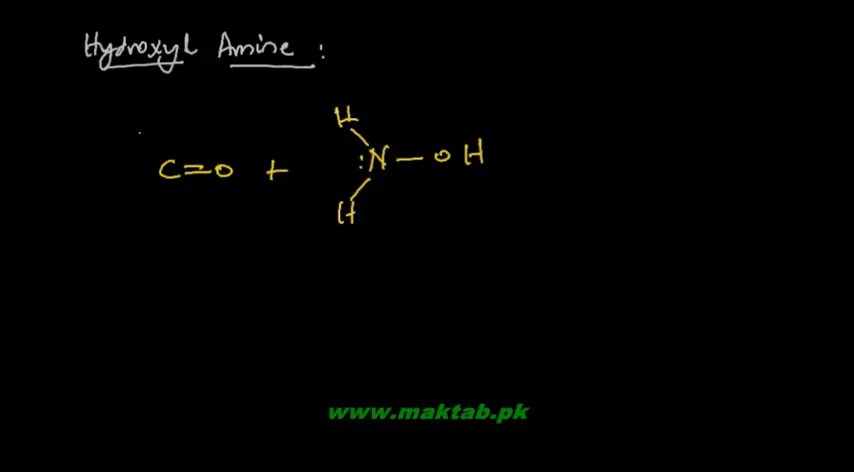 Hydroxyl Amine :
H
C=O + :N-OH
H
www.maktab.pk